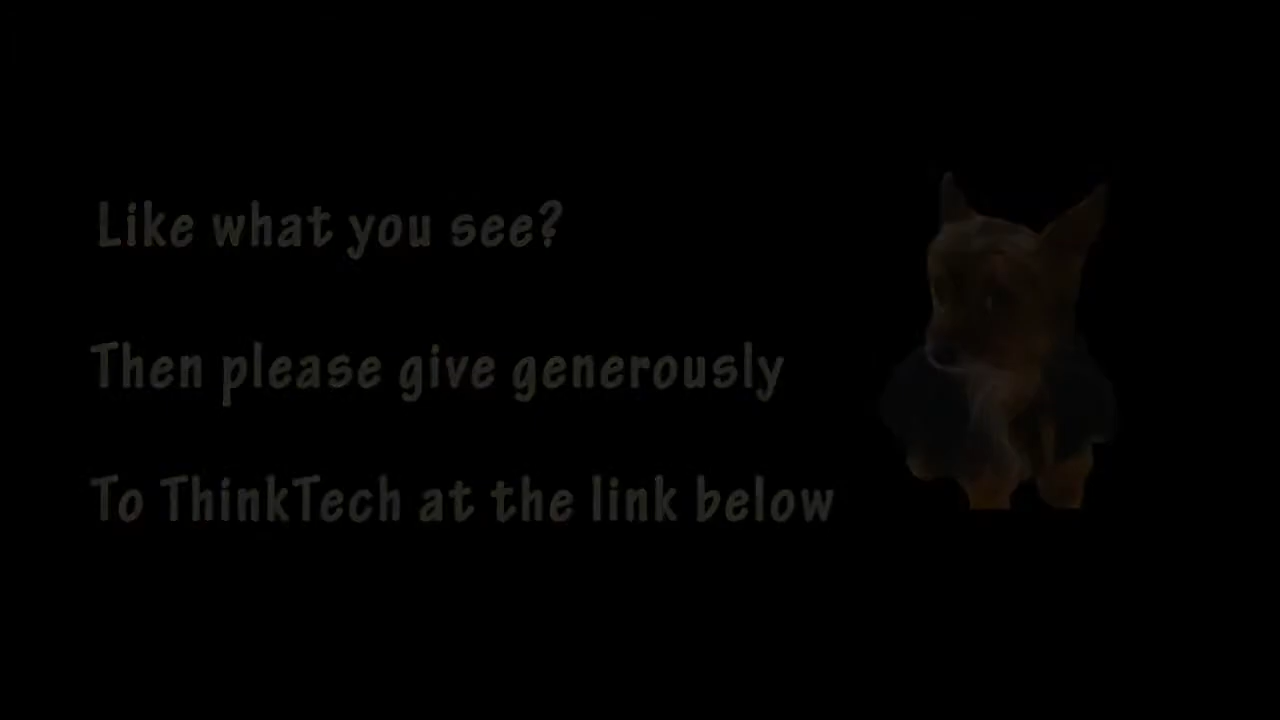 Like what you see?
Then please give generously
To ThinkTech at the link below